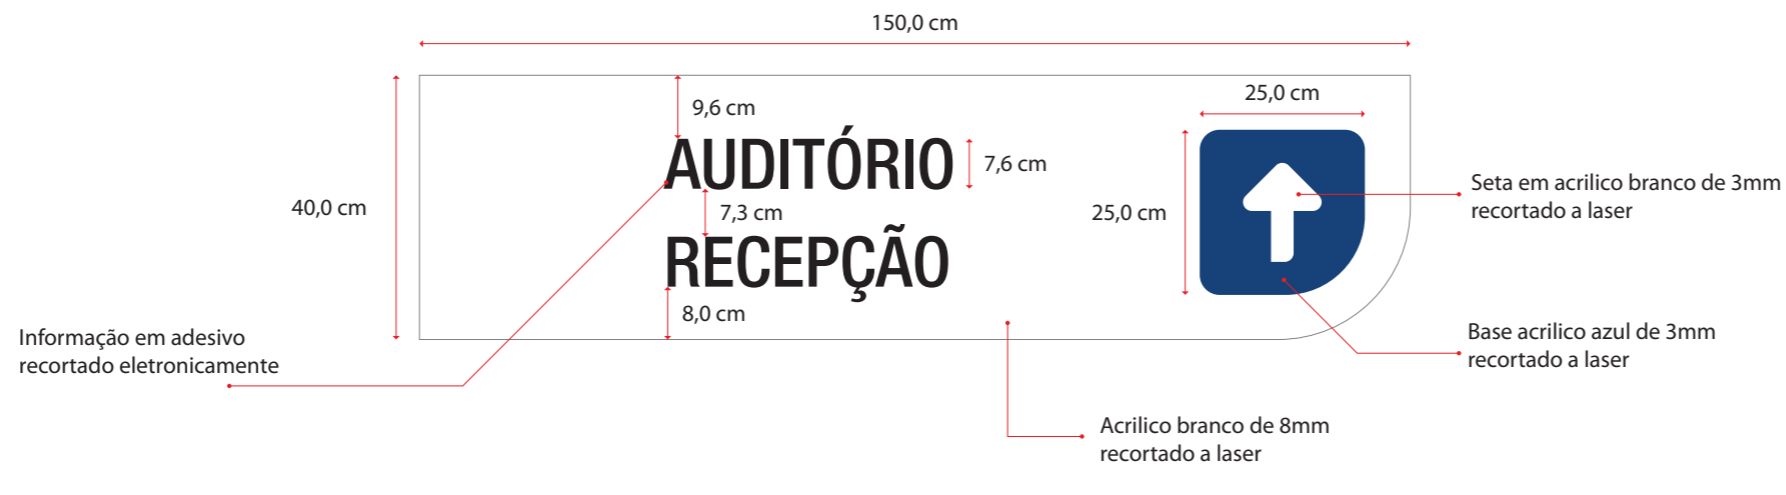 150,0 cm
9,6 cm
25,0 cm
AUDITÓRIO
7,6 cm
40,0 cm
7,3 cm
25,0 cm
Seta em acrilico branco de 3mm
recortado a laser
RECEPÇÃO
8,0 cm
Informação em adesivo
recortado eletronicamente
Base acrilico azul de 3mm
recortado a laser
Acrilico branco de 8mm
recortado a laser